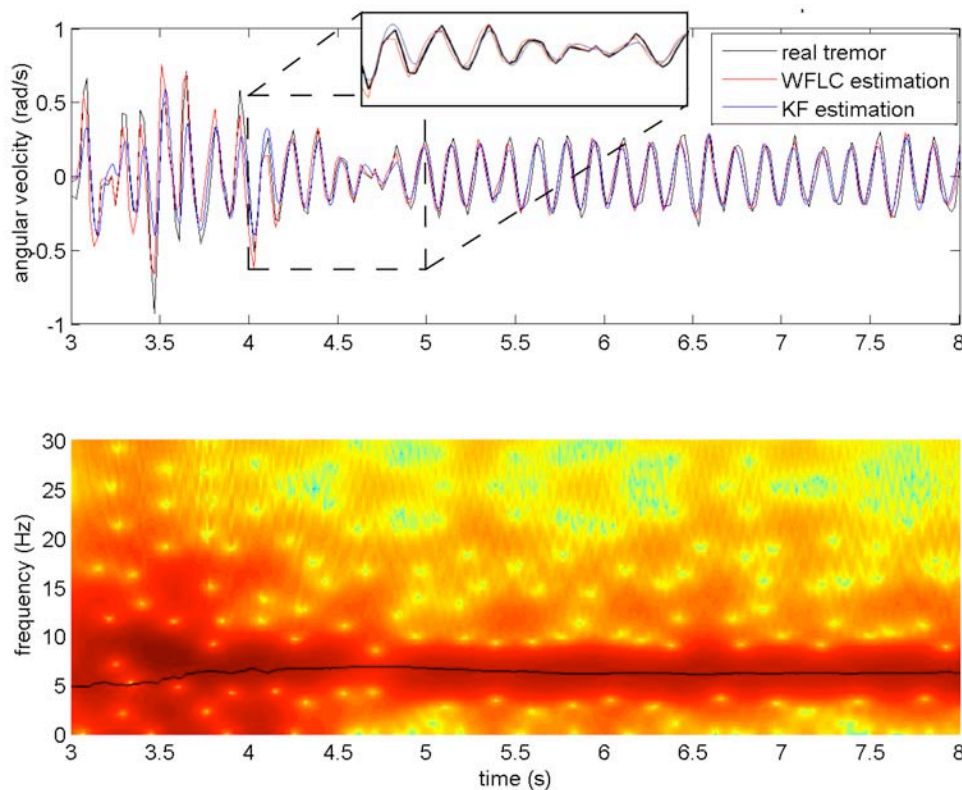 1
0.5
0
-0.5
-1
angular veolcity (rad/s)
real tremor
WFLC estimation
KF estimation
3 3.5 4 4.5 5 5.5 6 6.5 7 7.5 8
30
25
20
15
10
5
0
frequency (Hz)
3 3.5 4 4.5 5 5.5 6 6.5 7 7.5 8
time (s)